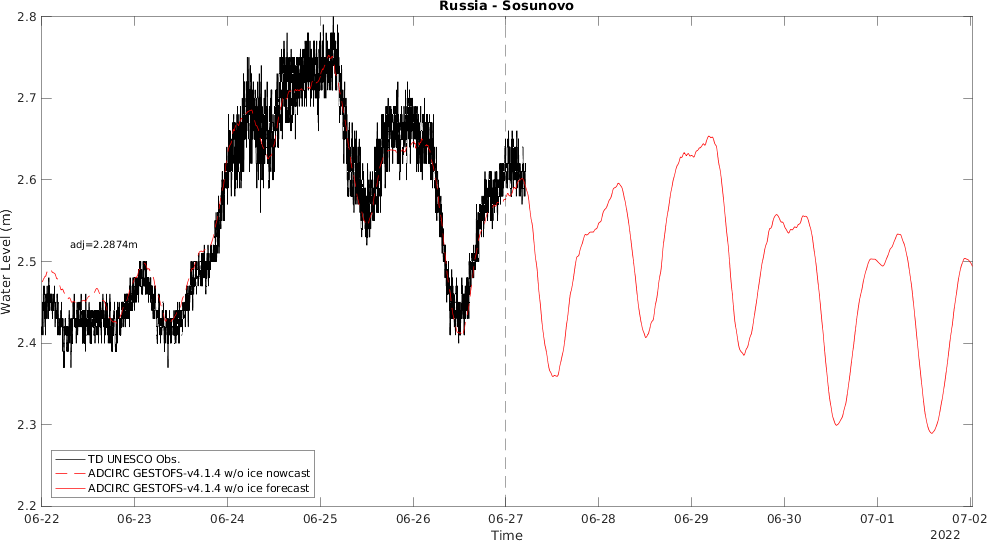 Russia - Sosunovo
2.8
2.7
2.6
2.5
2.4
2.3
2.2
Water Level (m)
adj=2.2874m
TD UNESCO Obs.
ADCIRC GESTOFS-v4.1.4 w/o ice nowcast
ADCIRC GESTOFS-v4.1.4 w/o ice forecast
06-22 06-23 06-24 06-25 06-26 06-27 06-28 06-29 06-30 07-01 07-02
Time
2022